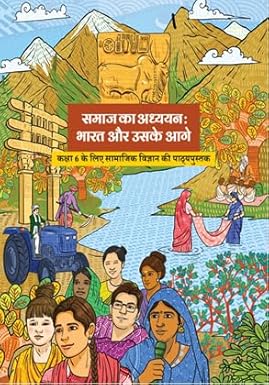 समाज का अध्ययन:
भारत और उसके आगे
कक्षा 6 के लिए सामाजिक विज्ञान की पाठ्यपुस्तक